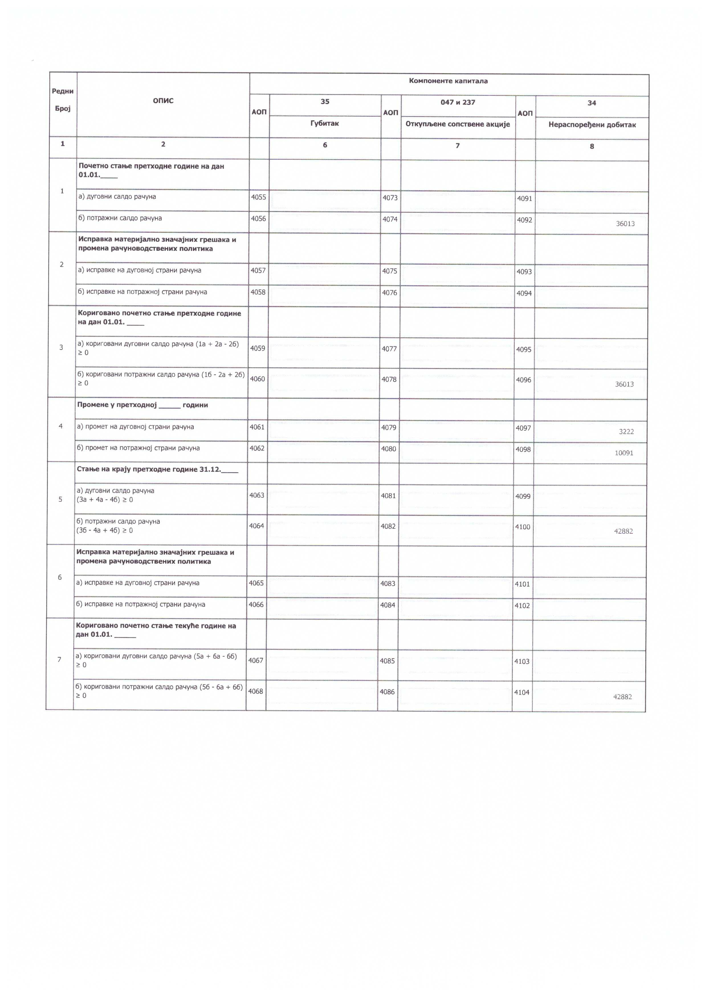 Компоненте капитала
Редни
Број
ОПИС
АОП
35
АОП
047 и 237
АОП
34
Губитак
Откупљене сопствене акције
Нераспоређени добитак
1 2 6 7 8
Почетно стање претходне године на дан
01.01.____
1
а) дуговни салдо рачуна 4055 4073 4091
б) потражни салдо рачуна 4056 4074 4092 36013
Исправка материјално значајних грешака и
промена рачуноводствених политика
2
а) исправке на дуговној страни рачуна 4057 4075 4093
б) исправке на потражној страни рачуна 4058 4076 4094
Кориговано почетно стање претходне године
на дан 01.01. ____
3
а) кориговани дуговни салдо рачуна (1а + 2а - 2б)
≥ 0 4059 4077 4095
б) кориговани потражни салдо рачуна (1б - 2а + 2б)
≥ 0 4060 4078 4096 36013
Промене у претходној _____ години
4
а) промет на дуговној страни рачуна 4061 4079 4097 3222
б) промет на потражној страни рачуна 4062 4080 4098 10091
Стање на крају претходне године 31.12.____
5
а) дуговни салдо рачуна
(3а + 4а - 4б) ≥ 0 4063 4081 4099
б) потражни салдо рачуна
(3б - 4а + 4б) ≥ 0 4064 4082 4100 42882
Исправка материјално значајних грешака и
промена рачуноводствених политика
6
а) исправке на дуговној страни рачуна 4065 4083 4101
б) исправке на потражној страни рачуна 4066 4084 4102
Кориговано почетно стање текуће године на
дан 01.01. _____
7
а) кориговани дуговни салдо рачуна (5а + 6а - 6б)
≥ 0 4067 4085 4103
б) кориговани потражни салдо рачуна (5б - 6а + 6б)
≥ 0 4068 4086 4104 42882